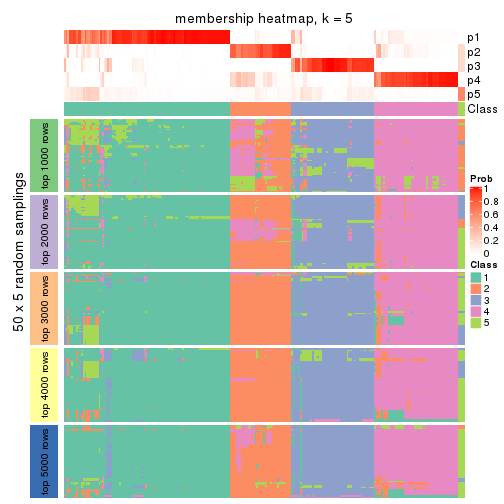 membership heatmap, k = 5
p1
p2
p3
p4
p5
Class
50 x 5 random samplings
top 1000 rows
top 2000 rows
top 3000 rows
top 4000 rows
top 5000 rows
Prob
1
0.8
0.6
0.4
0.2
0
Class
1
2
3
4
5